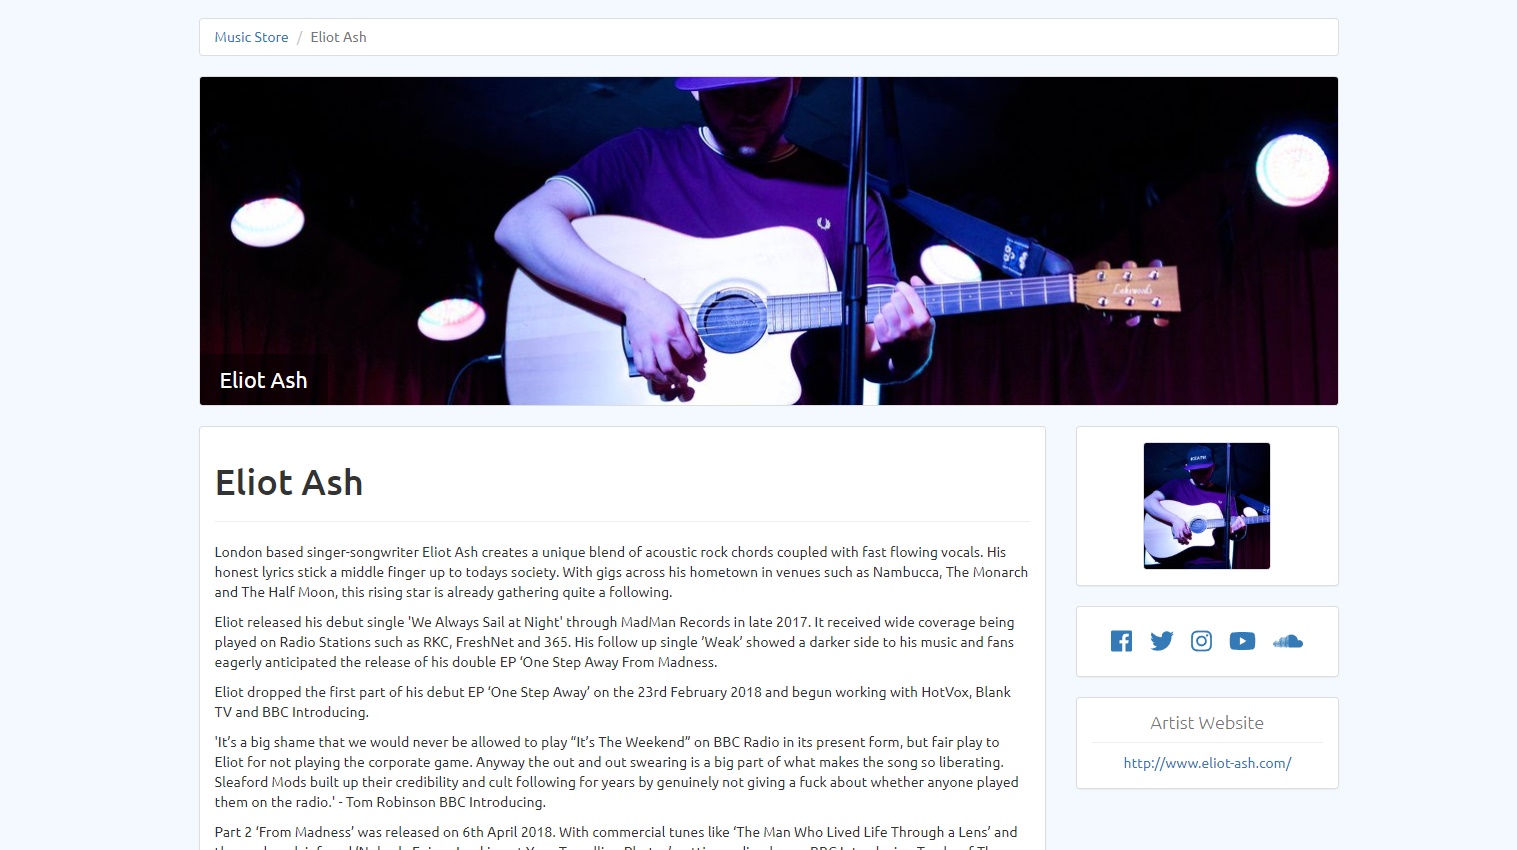 Music Store / Eliot Ash
Lakewood
Eliot Ash
Eliot Ash
London based singer-songwriter Eliot Ash creates a unique blend of acoustic rock chords coupled with fast flowing vocals. His
honest lyrics stick a middle finger up to todays society. With gigs across his hometown in venues such as Nambucca, The Monarch
and The Half Moon, this rising star is already gathering quite a following.
Eliot released his debut single 'We Always Sail at Night' through MadMan Records in late 2017. It received wide coverage being
played on Radio Stations such as RKC, FreshNet and 365. His follow up single ’Weak’ showed a darker side to his music and fans
eagerly anticipated the release of his double EP ‘One Step Away From Madness.
Eliot dropped the first part of his debut EP ‘One Step Away’ on the 23rd February 2018 and begun working with HotVox, Blank
TV and BBC Introducing.
'It’s a big shame that we would never be allowed to play “It’s The Weekend” on BBC Radio in its present form, but fair play to
Eliot for not playing the corporate game. Anyway the out and out swearing is a big part of what makes the song so liberating.
Sleaford Mods built up their credibility and cult following for years by genuinely not giving a fuck about whether anyone played
them on the radio.' - Tom Robinson BBC Introducing.
Part 2 ‘From Madness’ was released on 6th April 2018. With commercial tunes like ‘The Man Who Lived Life Through a Lens’ and
Artist Website
http://www.eliot-ash.com/